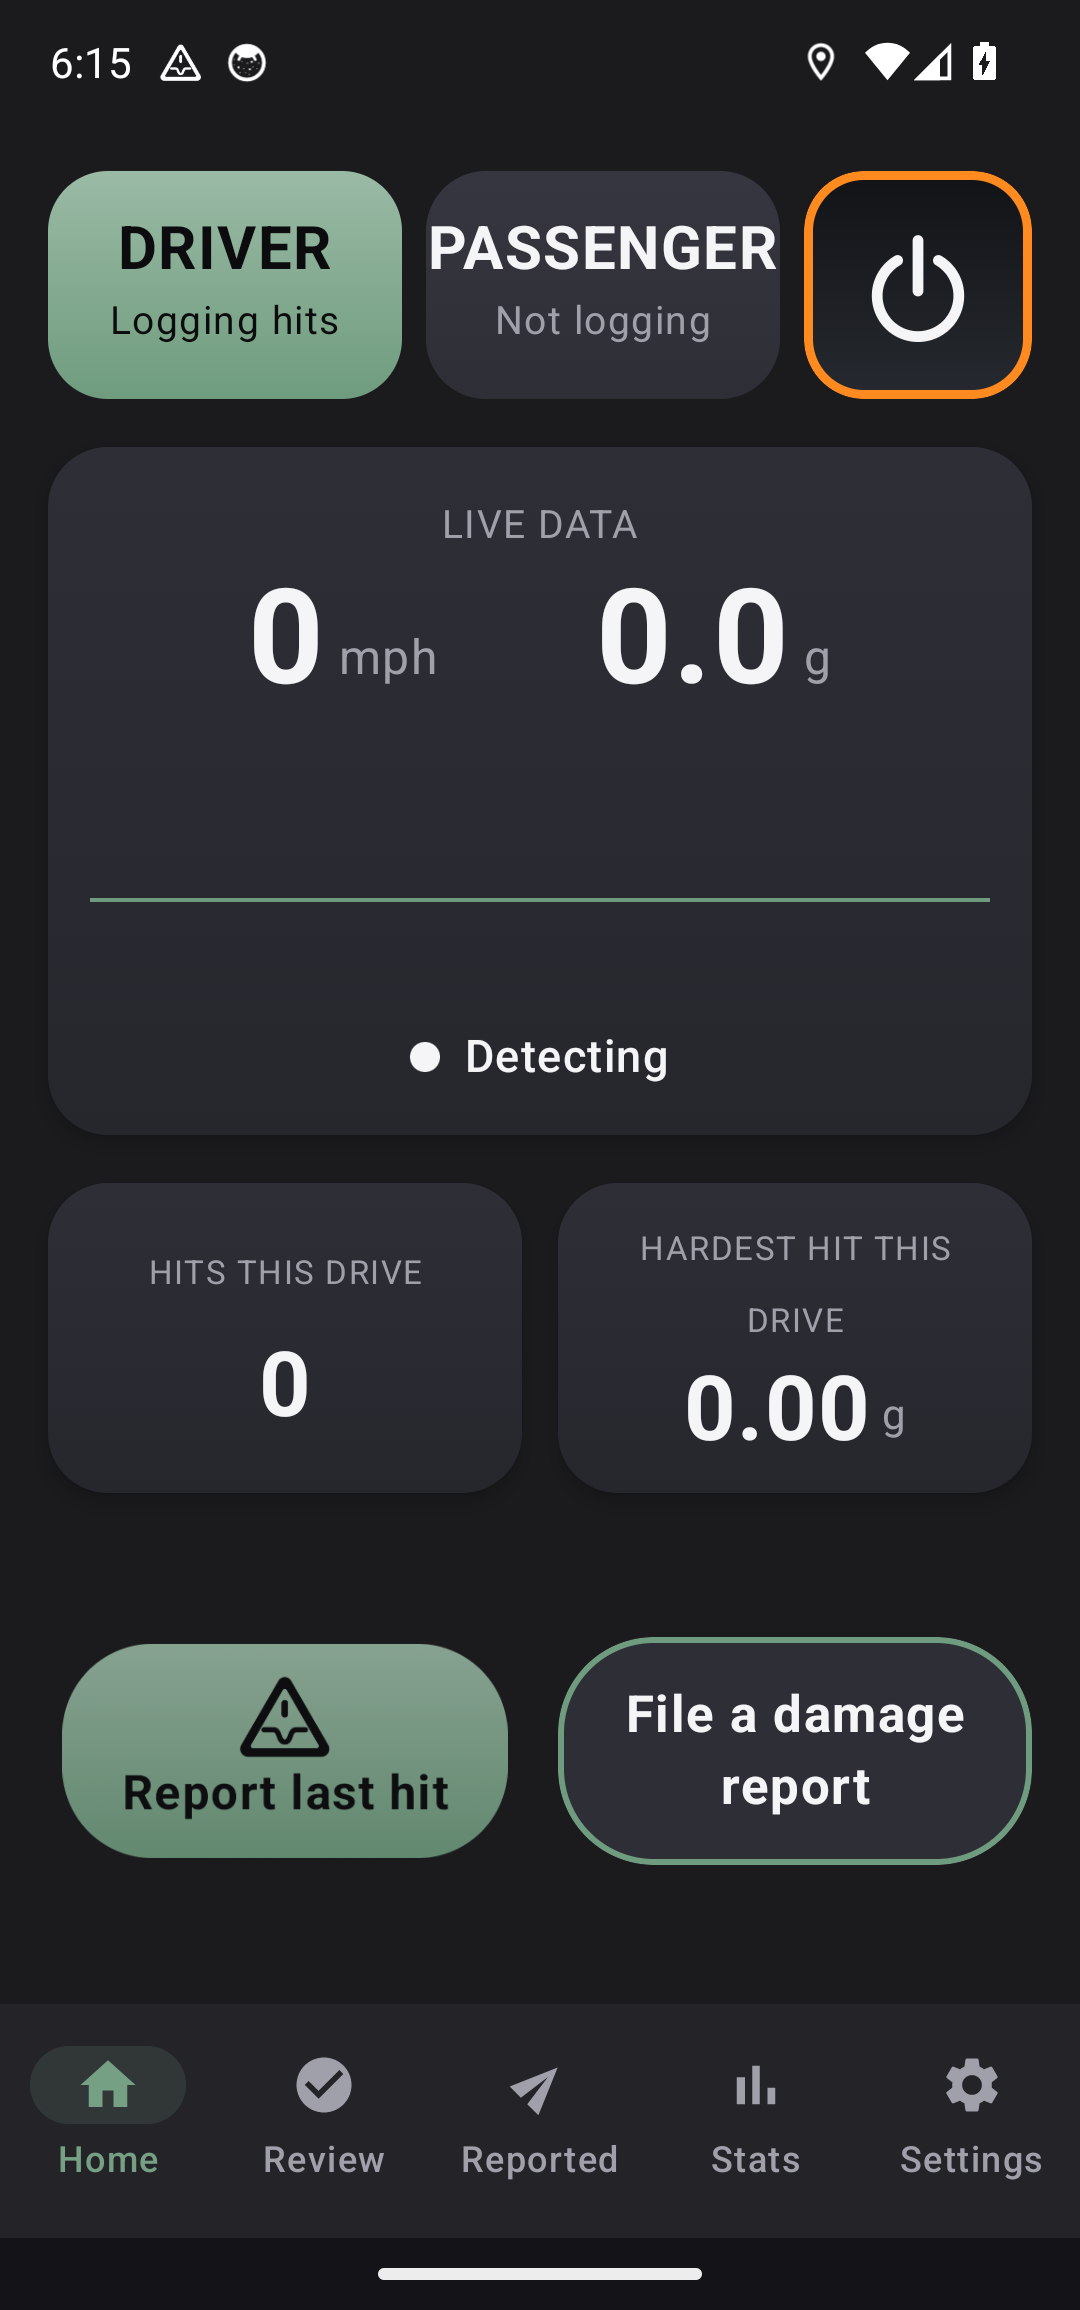 6:15
DRIVER
Logging hits
PASSENGER
Not logging
LIVE DATA
0 mph
0.0 g
Detecting
HITS THIS DRIVE
0
HARDEST HIT THIS
DRIVE
0.00 g
Report last hit
File a damage
report
Home
Review
Reported
Stats
Settings